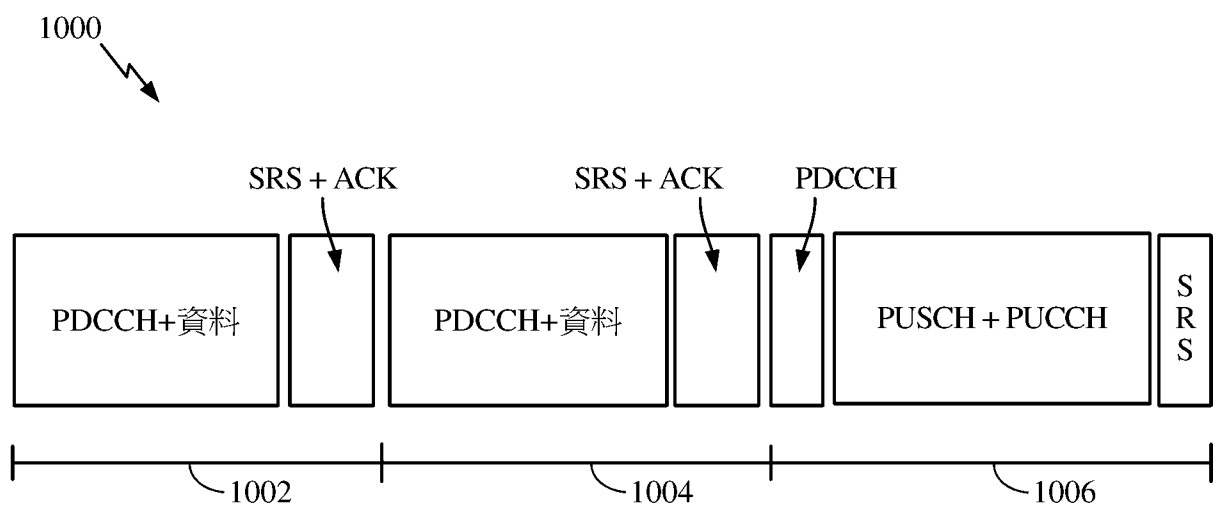 1000
SRS + ACK
SRS + ACK
PDCCH
PDCCH+資料
PDCCH+資料
PUSCH + PUCCH
S
R
S
1002
1004
1006